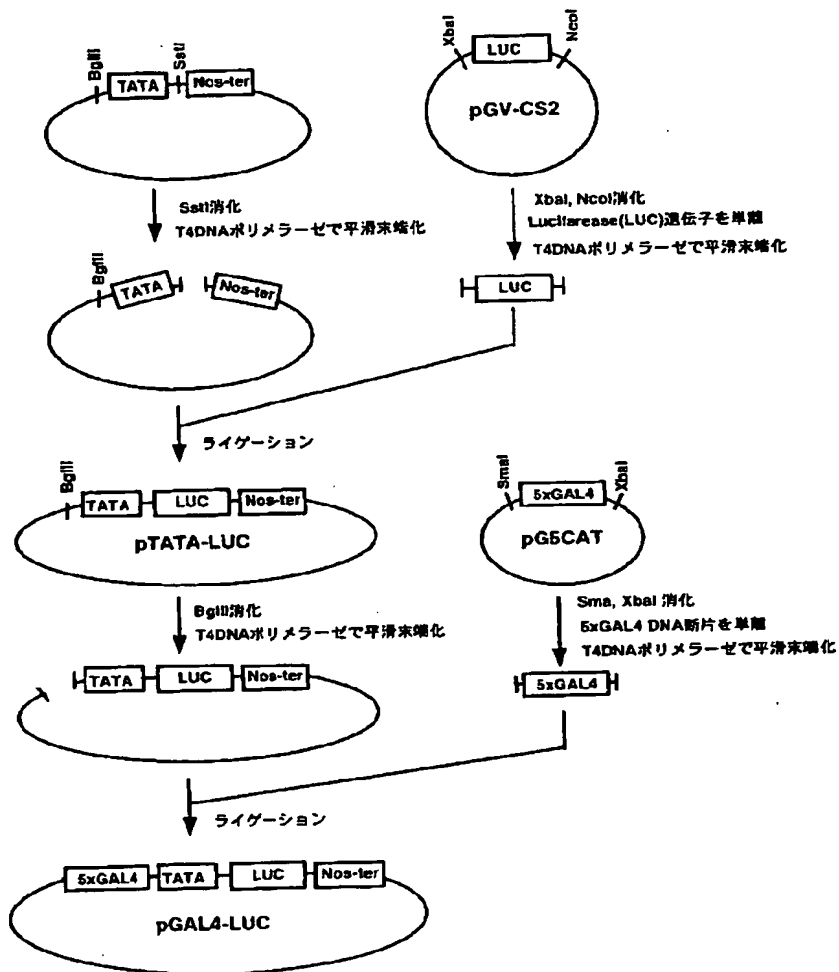 BglII
TATA
SstI
Nos-ter
XbaI
LUC
NcoI
pGV-CS2
SstI消化
T4DNAポリメラーゼで平滑末端化
XbaI, NcoI消化
Lucifarease(LUC)遺伝子を単離
T4DNAポリメラーゼで平滑末端化
BglII
TATA
Nos-ter
LUC
ライゲーション
BglII
TATA
LUC
Nos-ter
pTATA-LUC
SmaI
5xGAL4
XbaI
pG5CAT
BglII消化
T4DNAポリメラーゼで平滑末端化
Sma, XbaI 消化
5xGAL4 DNA断片を単離
T4DNAポリメラーゼで平滑末端化
TATA
LUC
Nos-ter
5xGAL4
ライゲーション
5xGAL4
TATA
LUC
Nos-ter
pGAL4-LUC